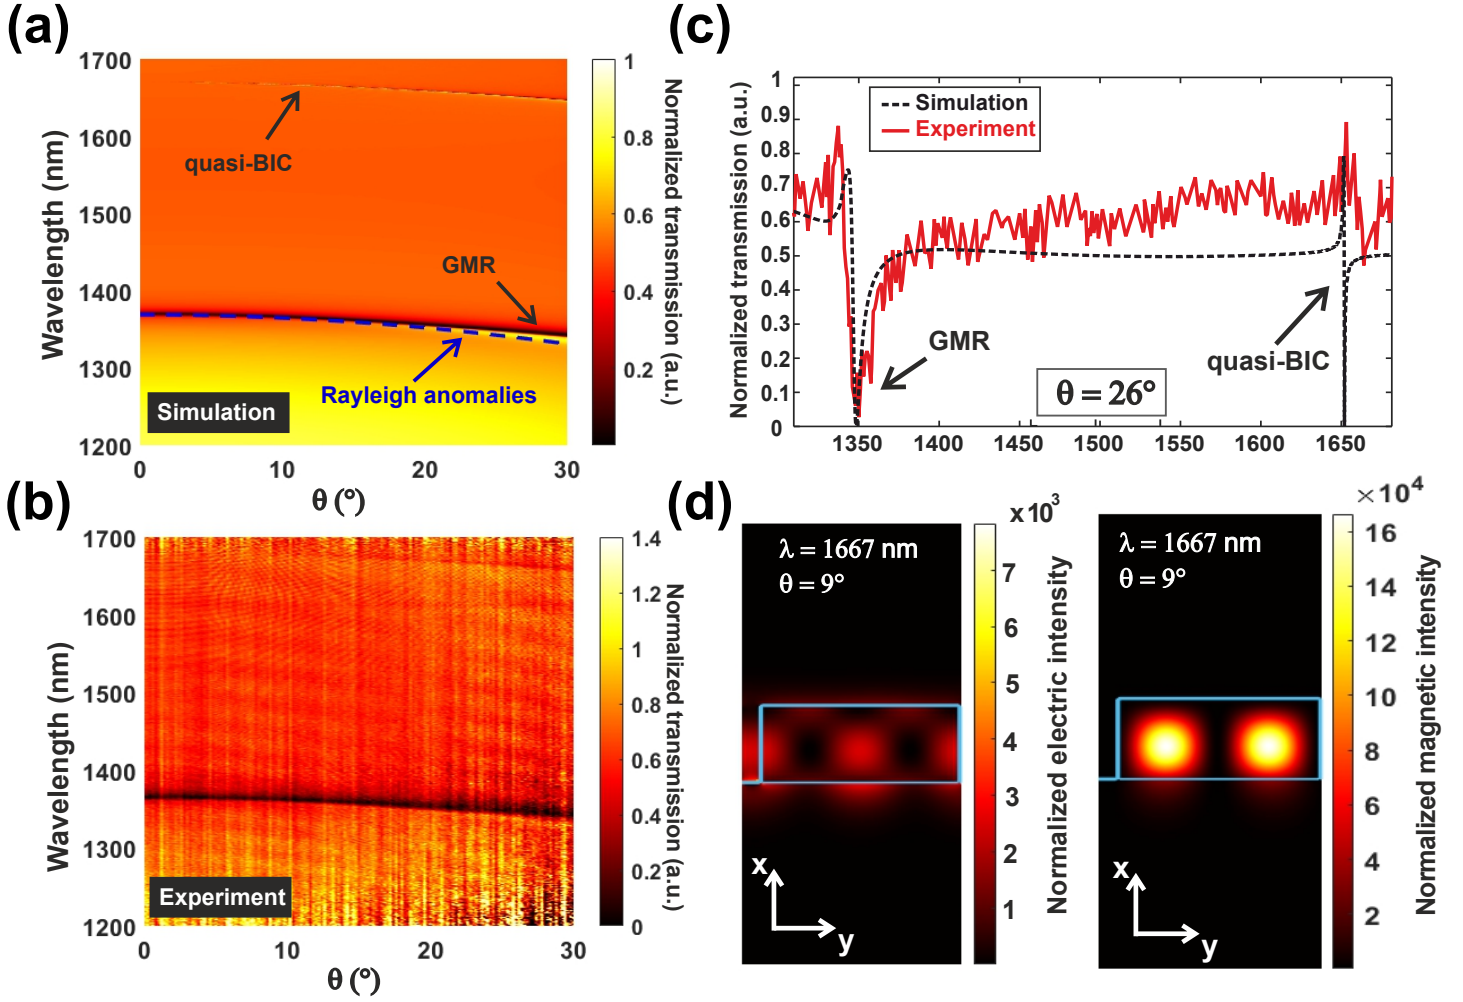 (a)
1700
1600
1500
1400
1300
1200
0
10
20
30
Wavelength (nm)
θ (°)
quasi-BIC
GMR
Rayleigh anomalies
Simulation
1
0.8
0.6
0.4
0.2
Normalized transmission (a.u.)
(b)
1700
1600
1500
1400
1300
1200
0
10
20
30
Wavelength (nm)
θ (°)
Experiment
1.4
1.2
1
0.8
0.6
0.4
0.2
0
Normalized transmission (a.u.)
(c)
1
0.9
0.8
0.7
0.6
0.5
0.4
0.3
0.2
0.1
0
Normalized transmission (a.u.)
Simulation
Experiment
GMR
quasi-BIC
θ = 26°
1350
1400
1450
1500
1550
1600
1650
(d)
λ = 1667 nm
θ = 9°
x
y
x10³
7
6
5
4
3
2
1
Normalized electric intensity
λ = 1667 nm
θ = 9°
x
y
×10⁴
16
14
12
10
8
6
4
2
Normalized magnetic intensity